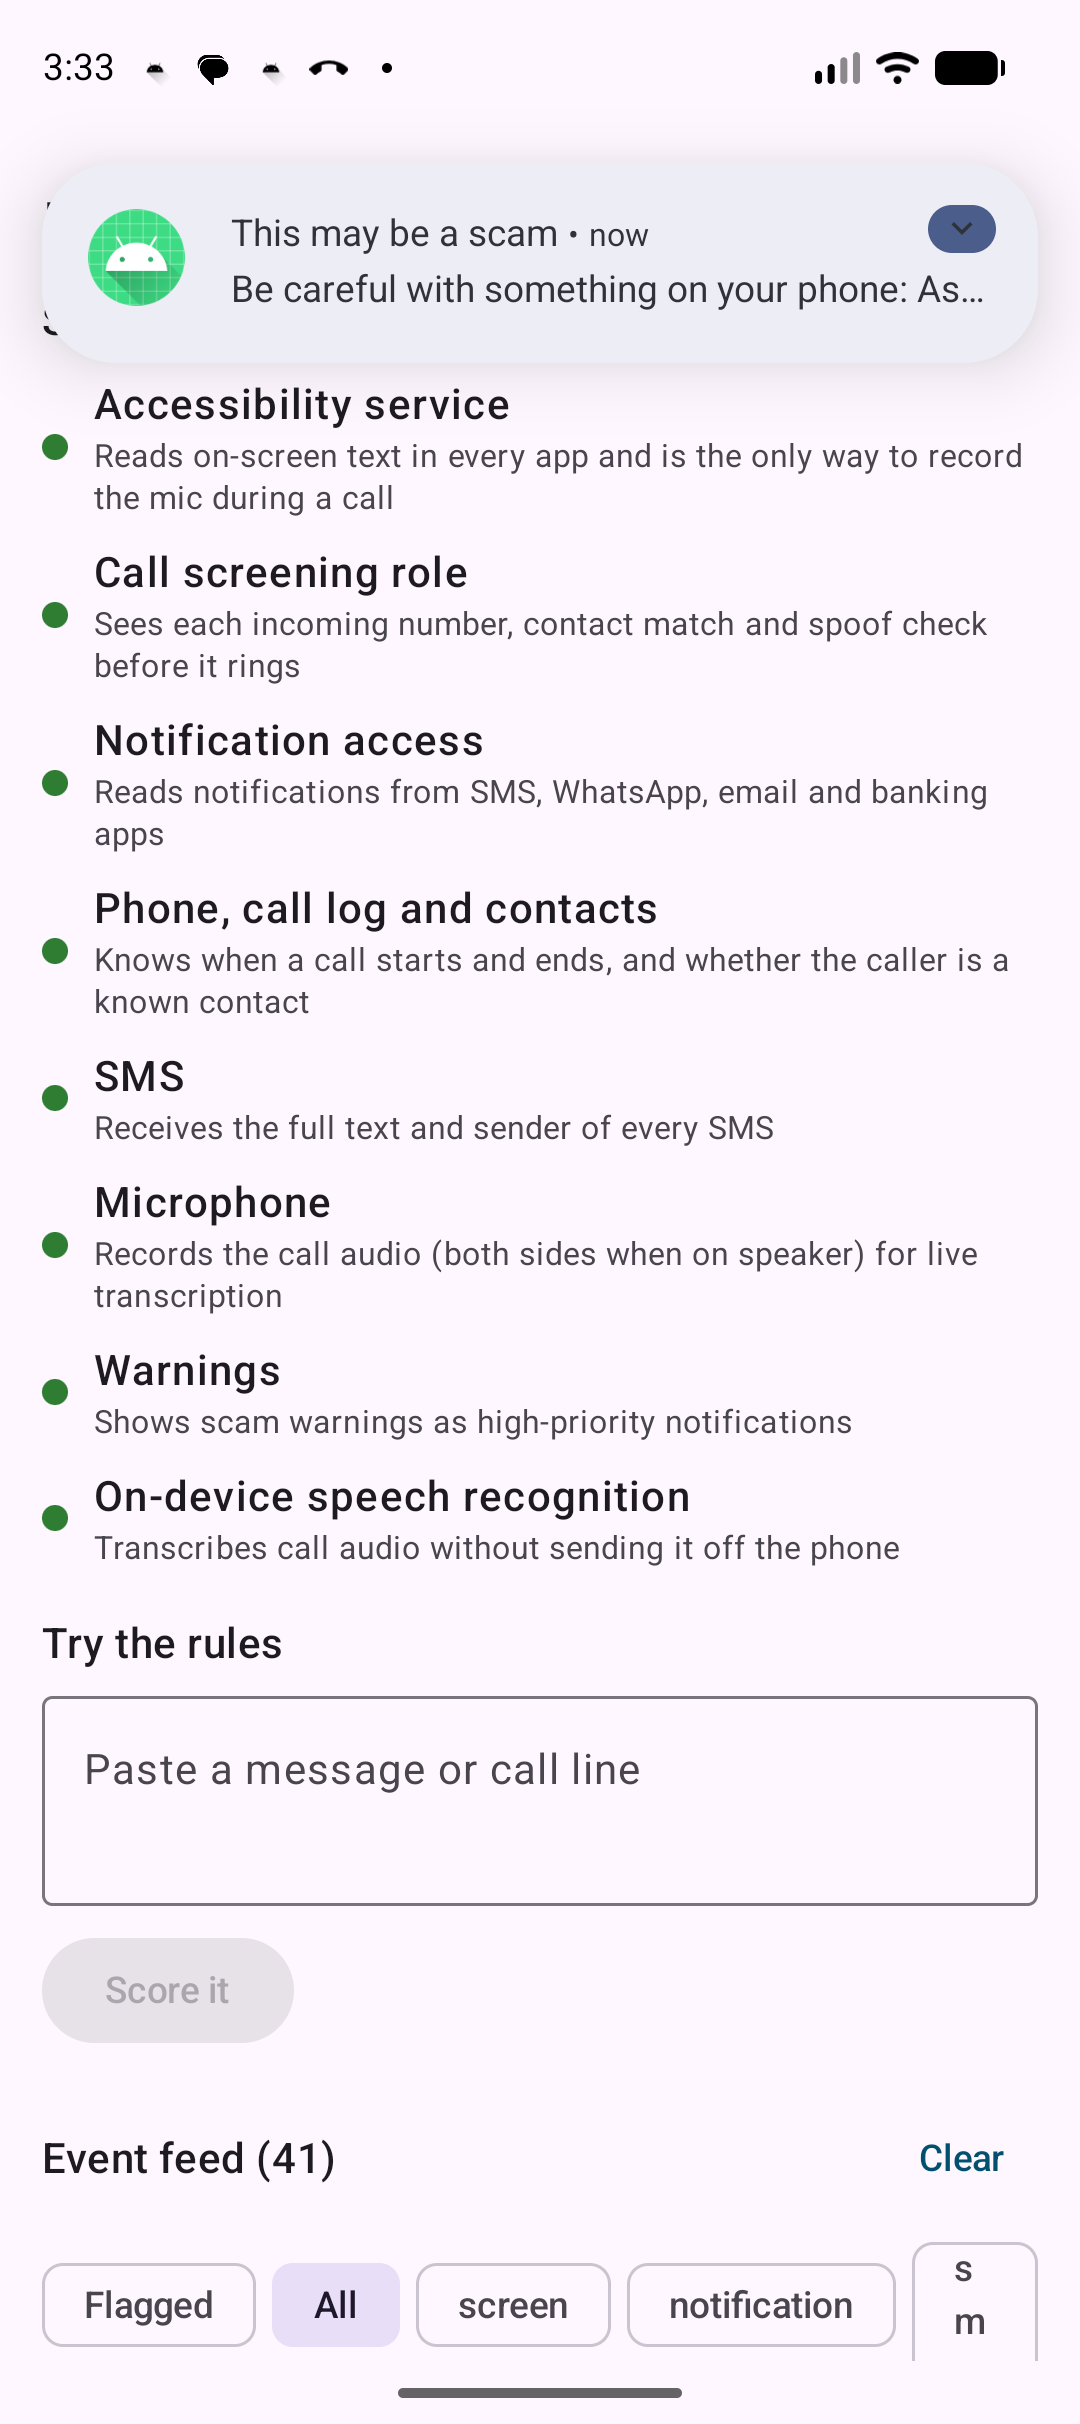 3:33
This may be a scam • now
Be careful with something on your phone: As...
Accessibility service
Reads on-screen text in every app and is the only way to record
the mic during a call
Call screening role
Sees each incoming number, contact match and spoof check
before it rings
Notification access
Reads notifications from SMS, WhatsApp, email and banking
apps
Phone, call log and contacts
Knows when a call starts and ends, and whether the caller is a
known contact
SMS
Receives the full text and sender of every SMS
Microphone
Records the call audio (both sides when on speaker) for live
transcription
Warnings
Shows scam warnings as high-priority notifications
On-device speech recognition
Transcribes call audio without sending it off the phone
Try the rules
Paste a message or call line
Score it
Event feed (41) Clear
Flagged All screen notification s
m